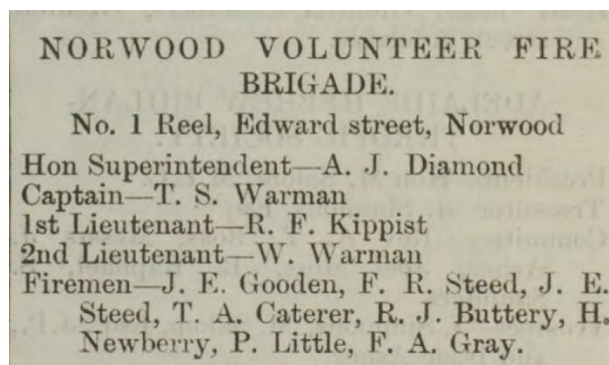 NORWOOD VOLUNTEER FIRE
BRIGADE.
No. 1 Reel, Edward street, Norwood
Hon Superintendent—A. J. Diamond
Captain—T. S. Warman
1st Lieutenant—R. F. Kippist
2nd Lieutenant—W. Warman
Firemen—J. E. Gooden, F. R. Steed, J. E.
Steed, T. A. Caterer, R. J. Buttery, H.
Newberry, P. Little, F. A. Gray.